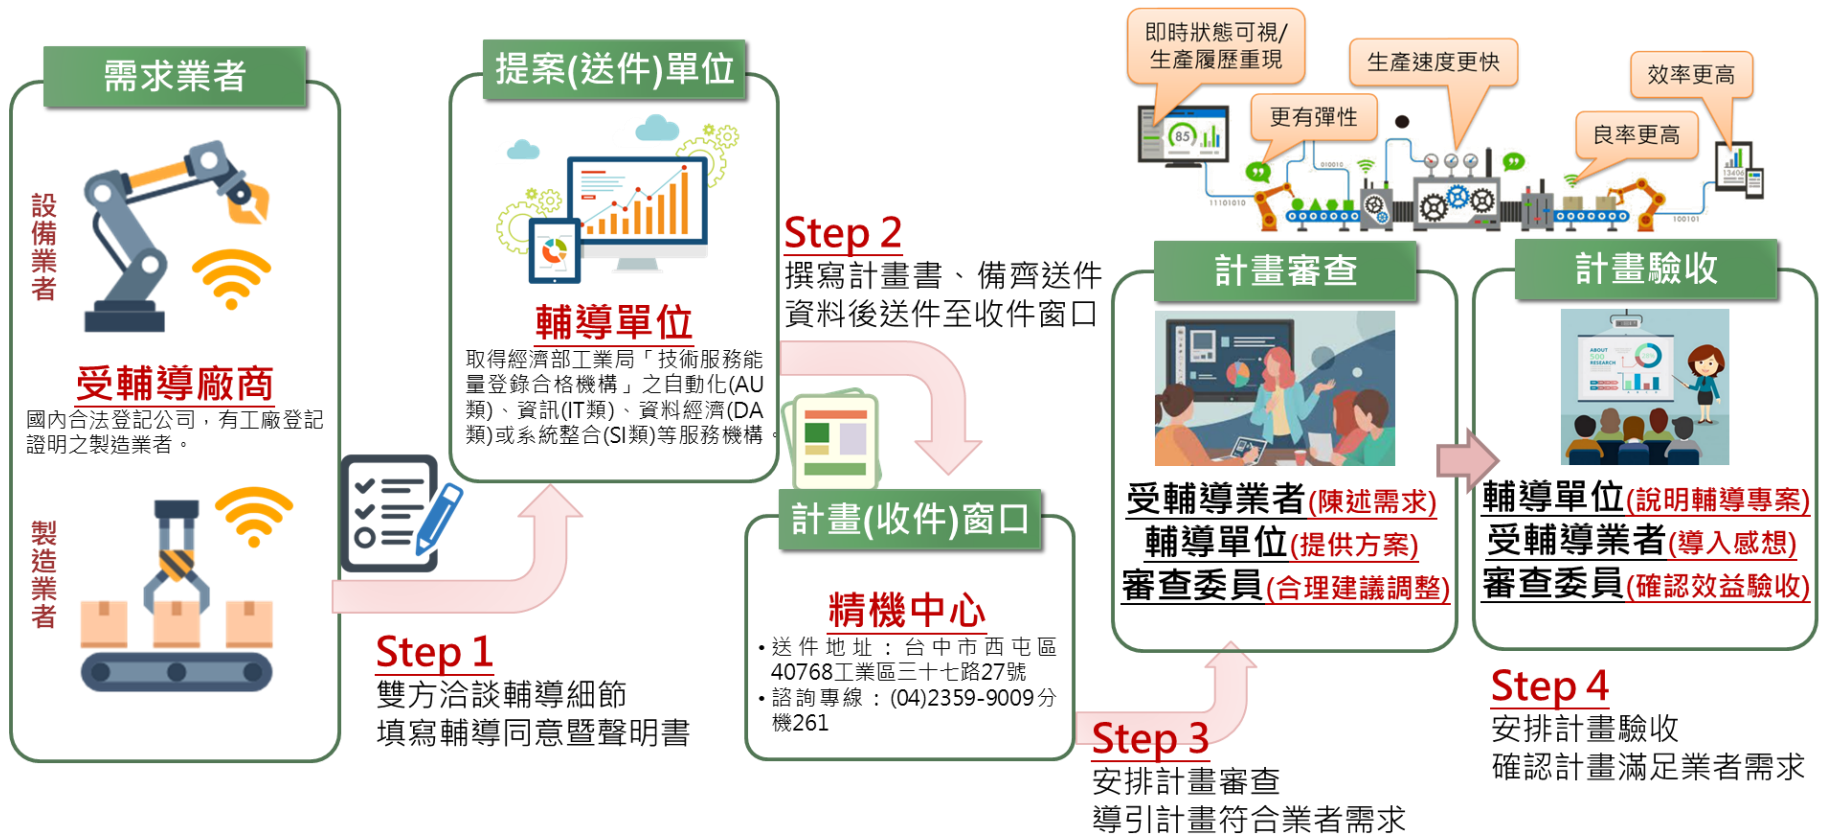 需求業者
設備業者
受輔導廠商
國內合法登記公司，有工廠登記
證明之製造業者。
製造業者
Step 1
雙方洽談輔導細節
填寫輔導同意暨聲明書
提案(送件)單位
輔導單位
取得經濟部工業局「技術服務能
量登錄合格機構」之自動化(AU
類)、資訊(IT類)、資料經濟(DA
類)或系統整合(SI類)等服務機構。
Step 2
撰寫計畫書、備齊送件
資料後送件至收件窗口
計畫(收件)窗口
精機中心
•送件地址：台中市西屯區
40768工業區三十七路27號
•諮詢專線：(04)2359-9009分
機261
Step 3
安排計畫審查
導引計畫符合業者需求
即時狀態可視/
生產履歷重現
更有彈性
生產速度更快
良率更高
效率更高
85
11101010
010010
100101
13406
計畫審查
受輔導業者(陳述需求)
輔導單位(提供方案)
審查委員(合理建議調整)
計畫驗收
ABOUT
500
RESEARCH
輔導單位(說明輔導專案)
受輔導業者(導入感想)
審查委員(確認效益驗收)
Step 4
安排計畫驗收
確認計畫滿足業者需求